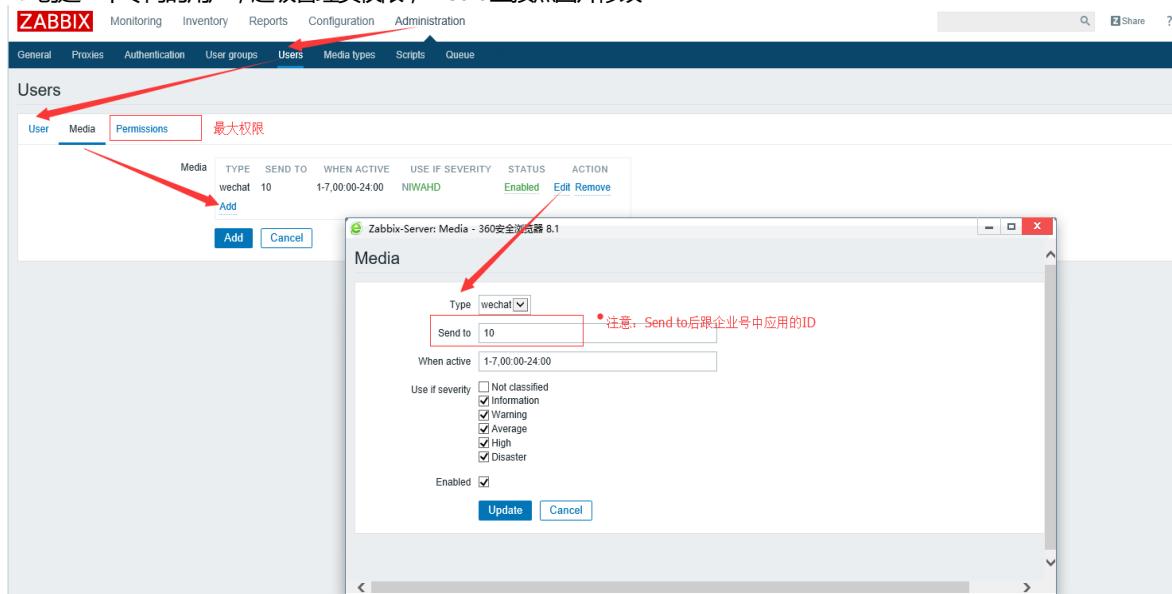 ZABBIX Monitoring Inventory Reports Configuration Administration Share ?
General Proxies Authentication User groups Users Media types Scripts Queue
Users
User Media Permissions 最大权限
Media TYPE SEND TO WHEN ACTIVE USE IF SEVERITY STATUS ACTION
wechat 10 1-7,00:00-24:00 NIWAHD Enabled Edit Remove
Add
Add Cancel
Zabbix-Server: Media - 360安全浏览器 8.1
Media
Type wechat
Send to 10 注意：Send to后跟企业号中应用的ID
When active 1-7,00:00-24:00
Use if severity Not classified
Information
Warning
Average
High
Disaster
Enabled
Update Cancel